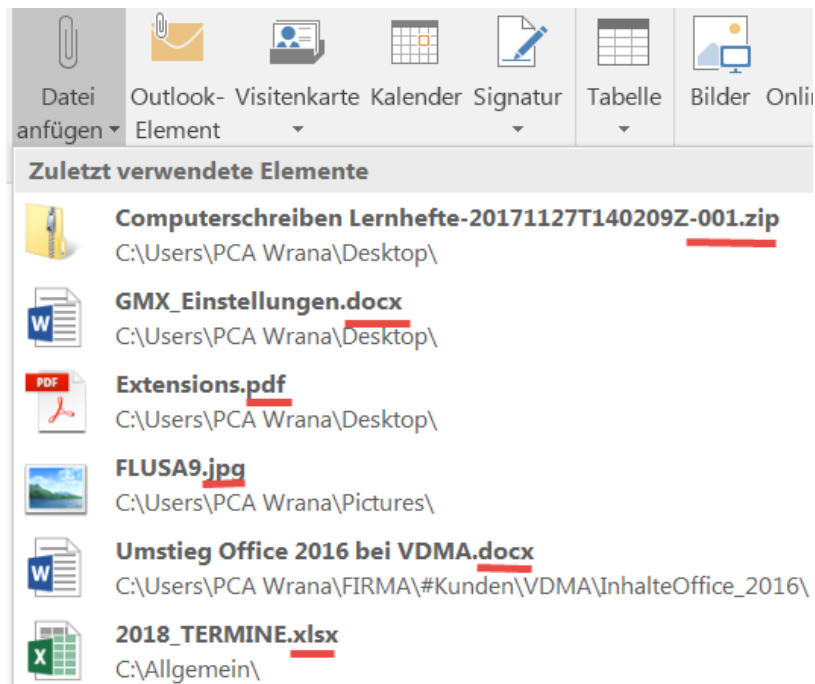 Datei
anfügen
Outlook-
Element
Visitenkarte
Kalender
Signatur
Tabelle
Bilder
Onlin
Zuletzt verwendete Elemente
Computerschreiben Lernhefte-20171127T140209Z-001.zip
C:\Users\PCA Wrana\Desktop\
GMX_Einstellungen.docx
C:\Users\PCA Wrana\Desktop\
PDF
Extensions.pdf
C:\Users\PCA Wrana\Desktop\
FLUSA9.jpg
C:\Users\PCA Wrana\Pictures\
Umstieg Office 2016 bei VDMA.docx
C:\Users\PCA Wrana\FIRMA\#Kunden\VDMA\InhalteOffice_2016\
2018_TERMINE.xlsx
C:\Allgemein\